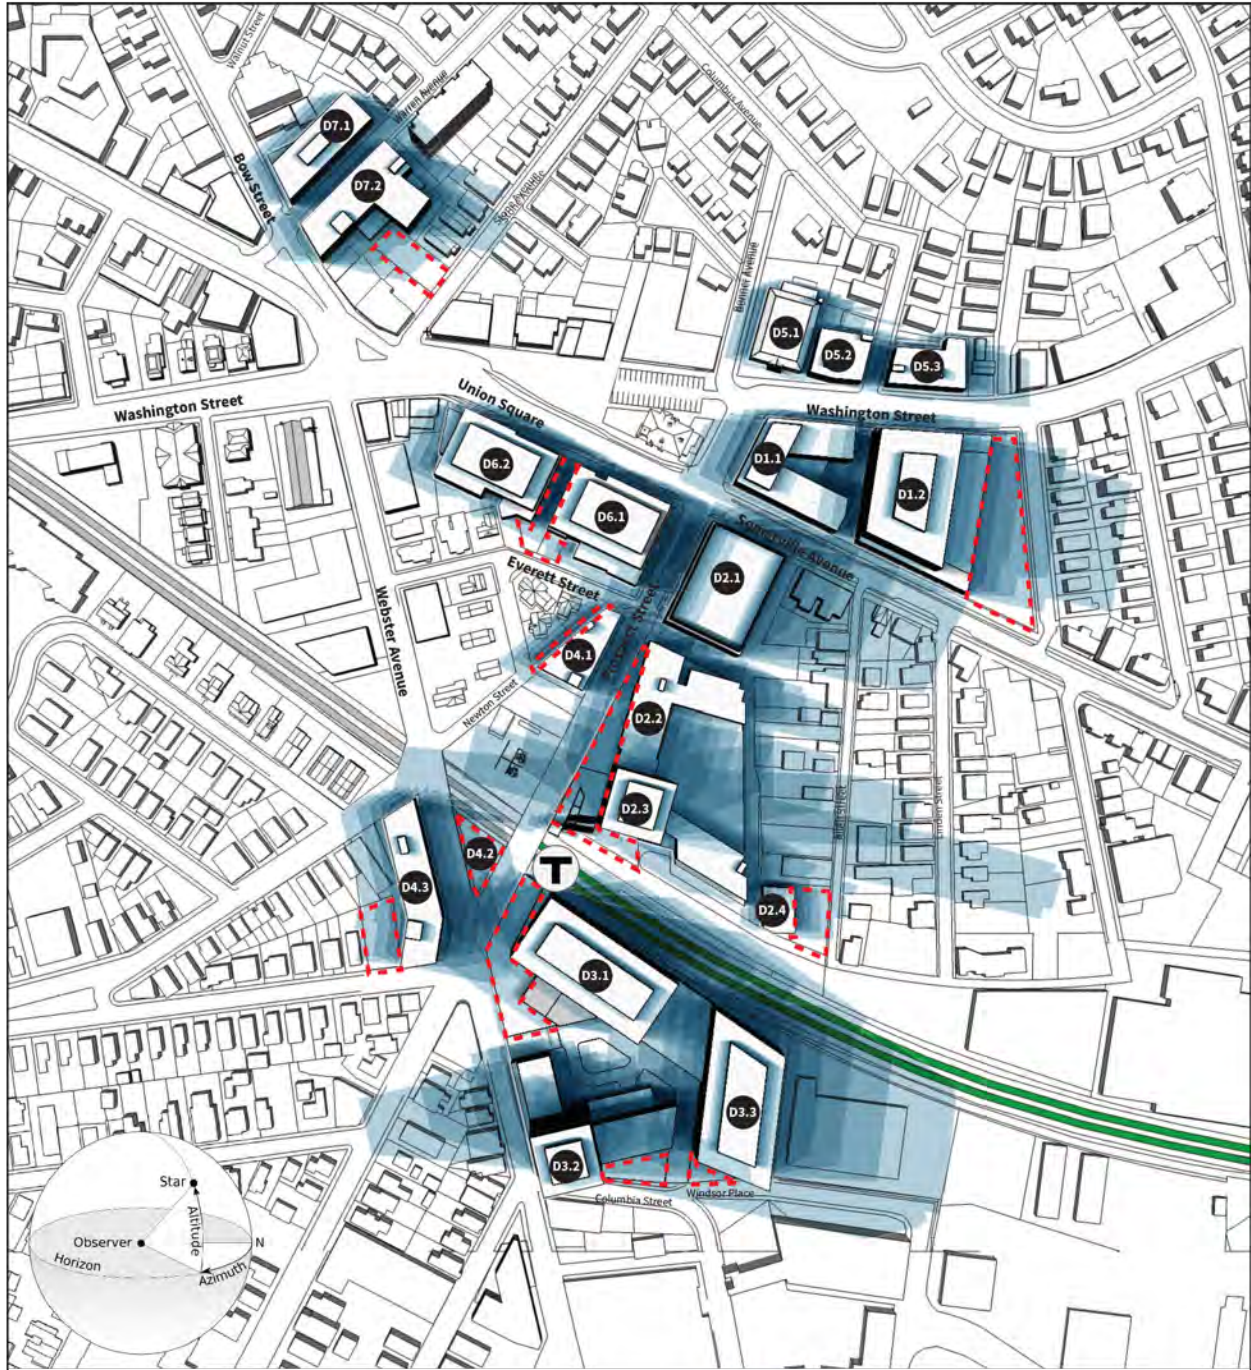 Walnut Street
Warren Avenue
Columbus Avenue
D7.1
Bow Street
D7.2
Stone Avenue
Bonner Avenue
D5.1
D5.2
D5.3
Washington Street
Union Square
Washington Street
D6.2
D1.1
D1.2
D6.1
Somerville Avenue
Everett Street
D2.1
Webster Avenue
Prospect Street
D4.1
Newton Street
D2.2
D2.3
Linden Street
D4.2
T
D4.3
D2.4
D3.1
D3.3
D3.2
Columbia Street
Windsor Place
Star
Altitude
Observer
N
Horizon
Azimuth